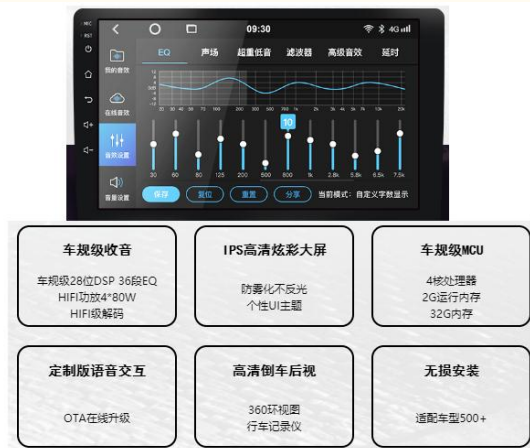 MIC
RST
09:30
4G
EQ 声场 超重低音 滤波器 高级音效 延时
我的音效
在线音效
音效设置
音量设置
10
30 60 80 125 200 500 800 1k 2.8k 5.8k 6.5k 7.5k
保存 复位 重置 分享 当前模式：自定义字数显示
车规级收音
车规级28位DSP 36段EQ
HIFI功放4*80W
HIFI级解码
IPS高清炫彩大屏
防雾化不反光
个性UI主题
车规级MCU
4核处理器
2G运行内存
32G内存
定制版语音交互
OTA在线升级
高清倒车后视
360环视图
行车记录仪
无损安装
适配车型500+